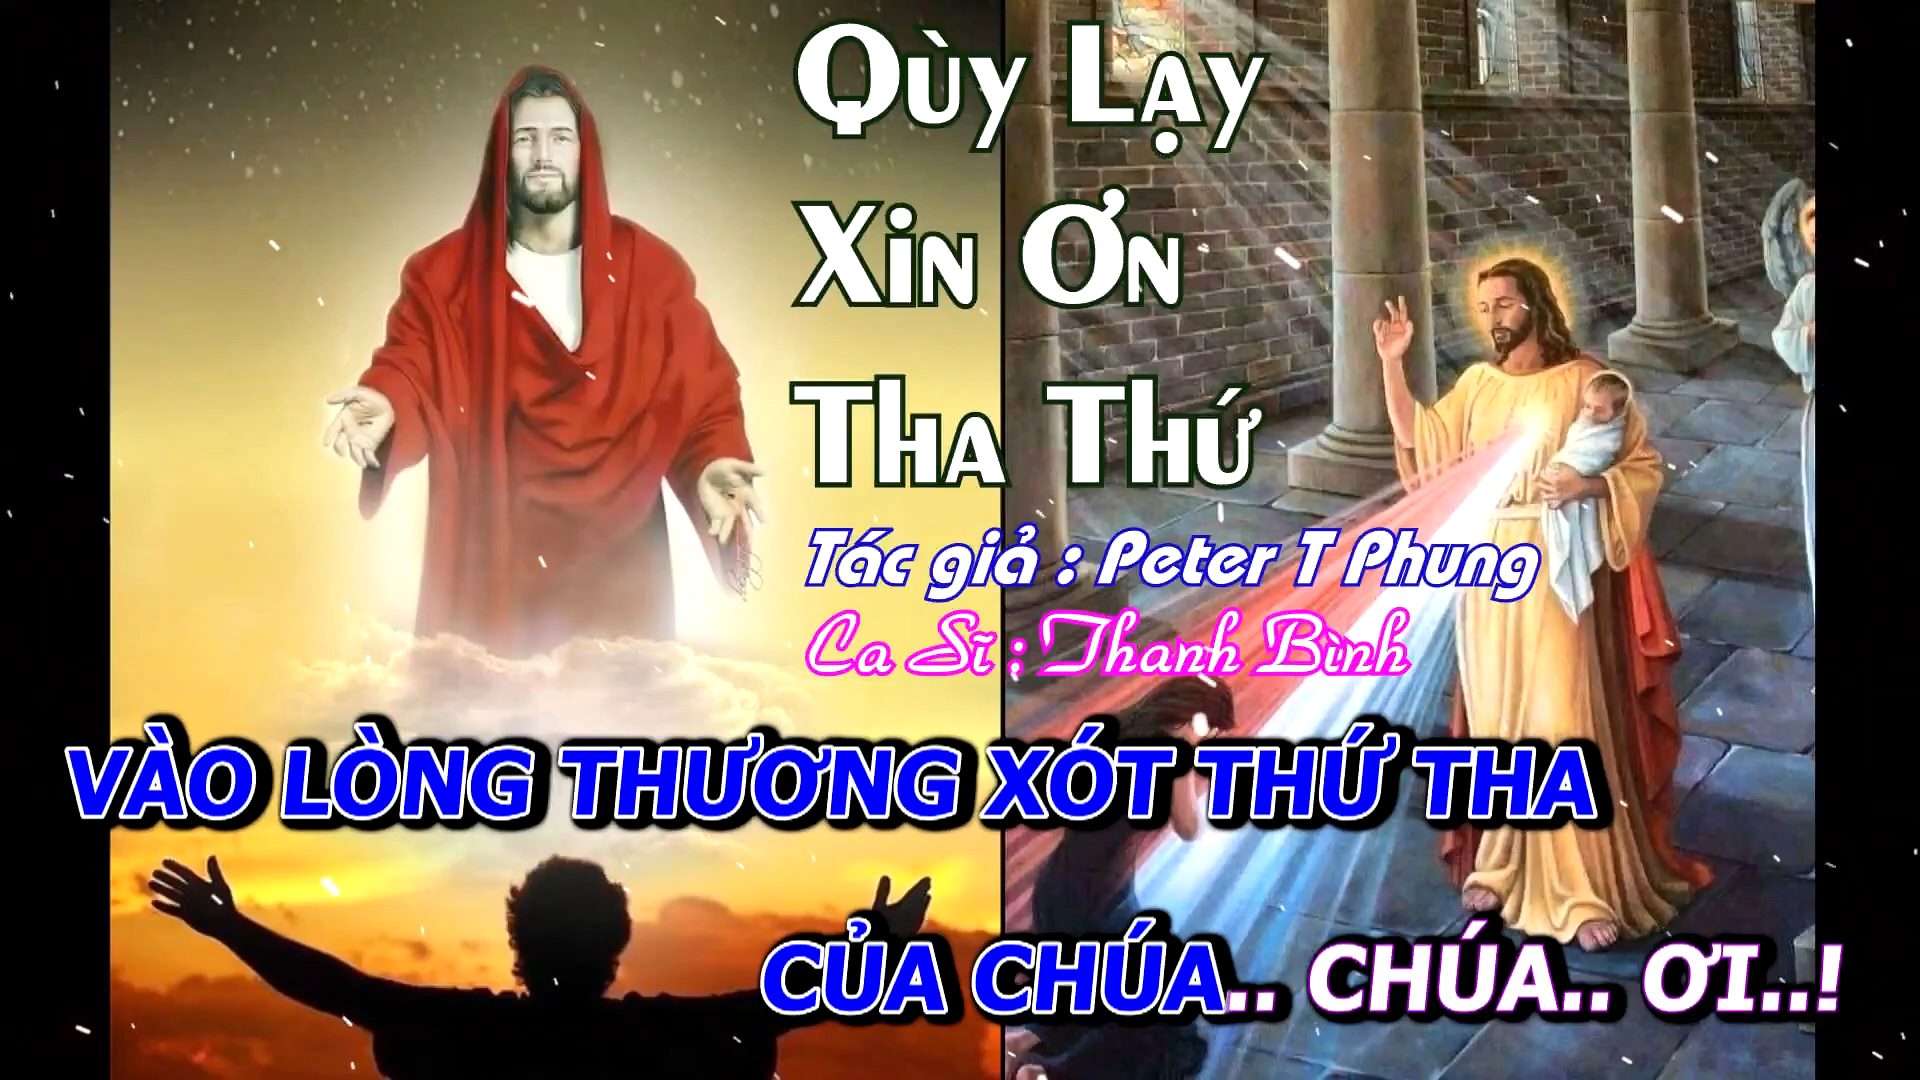 Qùy Lạy
Xin Ơn
Tha Thứ
Tác giả : Peter T Phung
Ca Sĩ : Thanh Bình
VÀO LÒNG THƯƠNG XÓT THỨ THA
CỦA CHÚA.. CHÚA.. ƠI..!